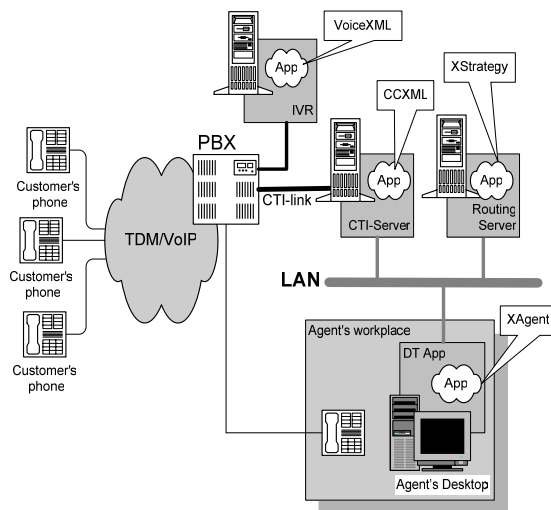 VoiceXML
App
IVR
XStrategy
CCXML
PBX
App
App
Customer's
phone
CTI-link
CTI-Server
Routing
Server
TDM/VoIP
Customer's
phone
LAN
Agent's workplace
XAgent
DT App
App
Customer's
phone
Agent's Desktop